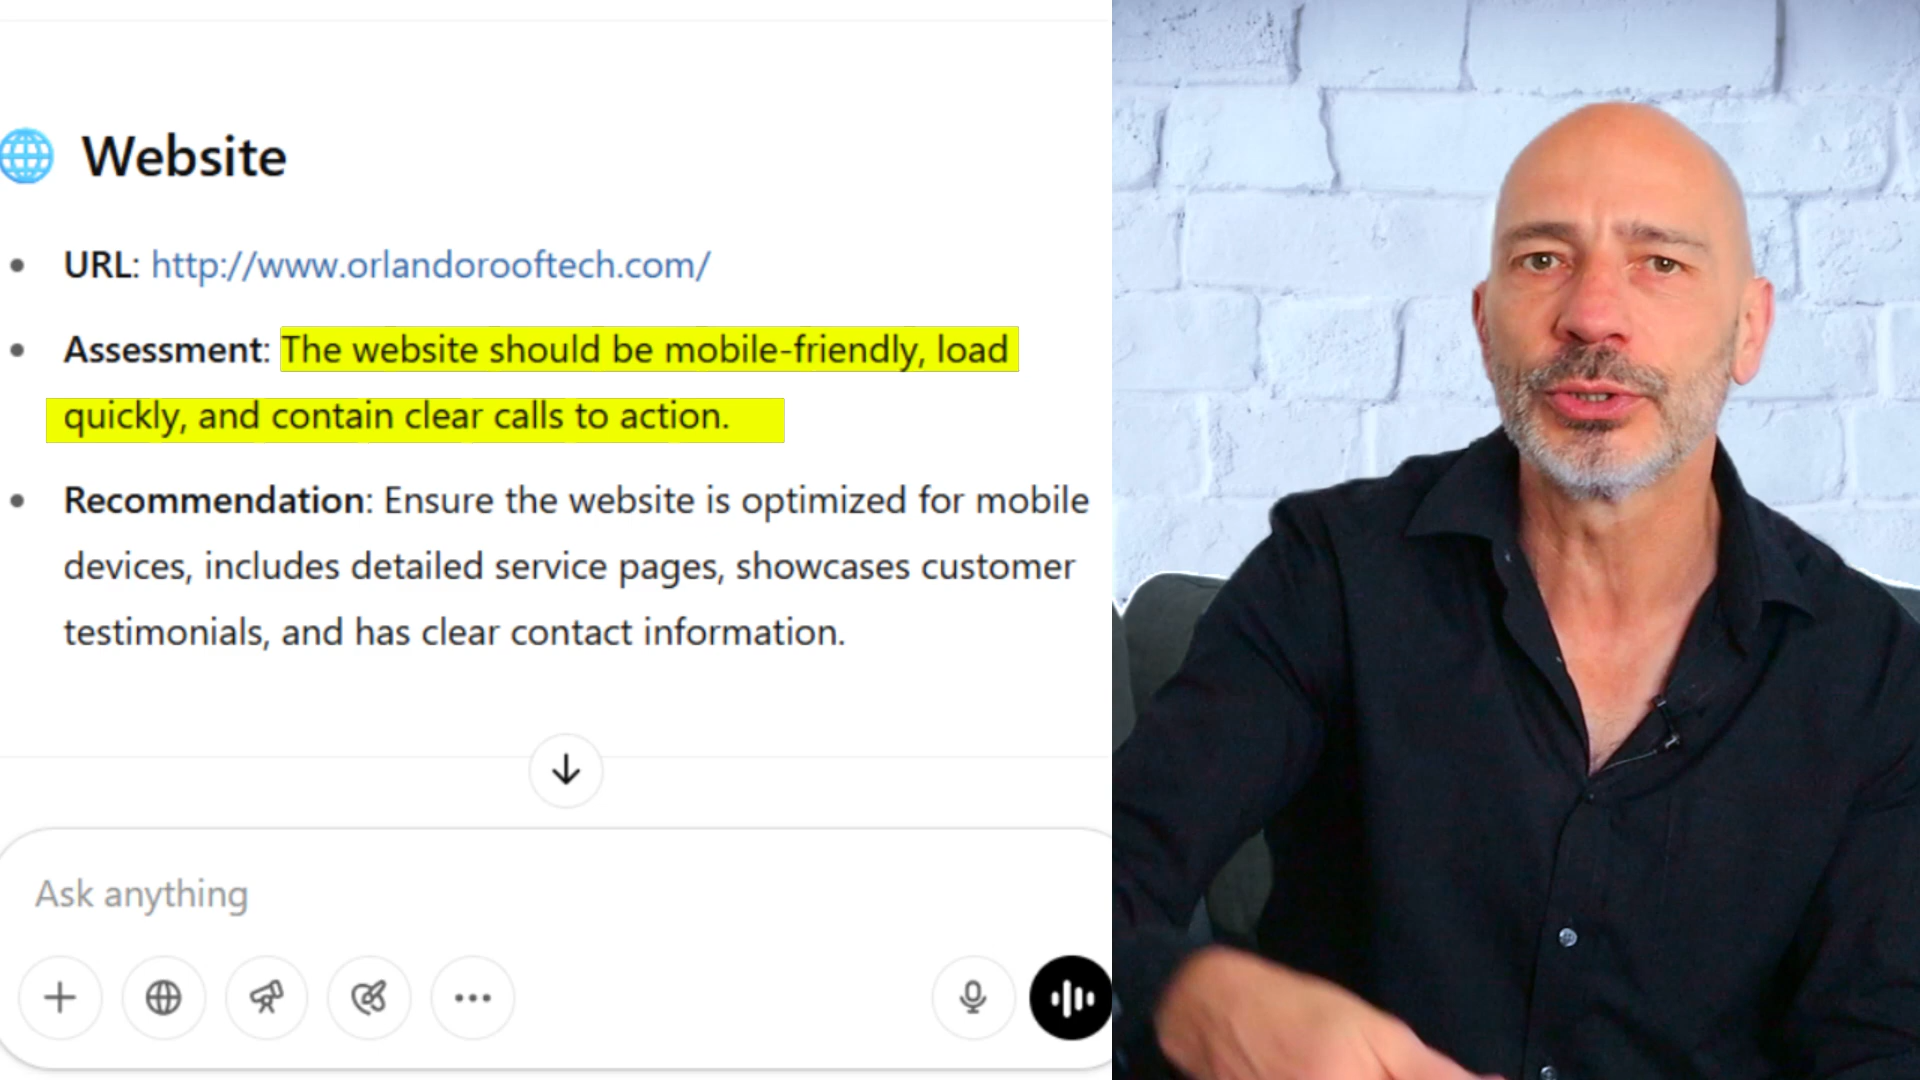 Website
URL: http://www.orlandorooftech.com/
Assessment: The website should be mobile-friendly, load
quickly, and contain clear calls to action.
Recommendation: Ensure the website is optimized for mobile
devices, includes detailed service pages, showcases customer
testimonials, and has clear contact information.
Ask anything